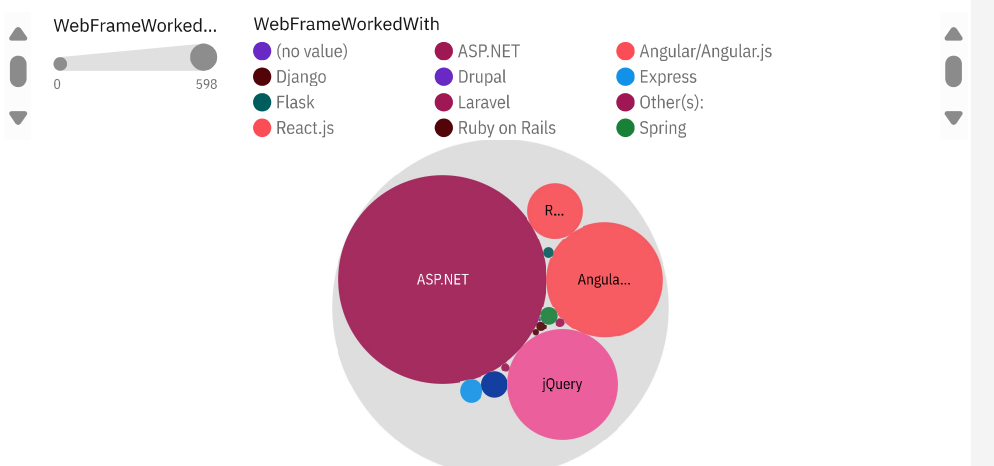 WebFrameWorked...
0 598
WebFrameWorkedWith
(no value) ASP.NET Angular/Angular.js
Django Drupal Express
Flask Laravel Other(s):
React.js Ruby on Rails Spring
R...
ASP.NET Angula...
jQuery